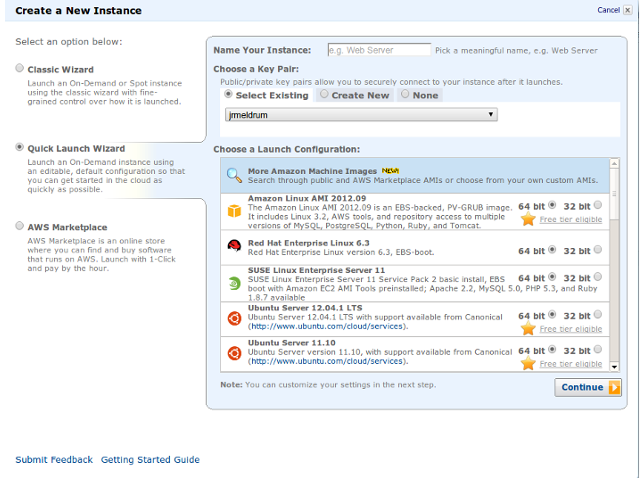 Create a New Instance
Cancel
Select an option below:
Classic Wizard
Launch an On-Demand or Spot instance
using the classic wizard with fine-
grained control over how it is launched.
Quick Launch Wizard
Launch an On-Demand instance using
an editable, default configuration so that
you can get started in the cloud as
quickly as possible.
AWS Marketplace
AWS Marketplace is an online store
where you can find and buy software
that runs on AWS. Launch with 1-Click
and pay by the hour.
Name Your Instance: e.g. Web Server Pick a meaningful name, e.g. Web Server
Choose a Key Pair:
Public/private key pairs allow you to securely connect to your instance after it launches.
Select Existing Create New None
jrmeldrum
Choose a Launch Configuration:
More Amazon Machine Images NEW!
Search through public and AWS Marketplace AMIs or choose from your own custom AMIs.
Amazon Linux AMI 2012.09
The Amazon Linux AMI 2012.09 is an EBS-backed, PV-GRUB image.
It includes Linux 3.2, AWS tools, and repository access to multiple
versions of MySQL, PostgreSQL, Python, Ruby, and Tomcat.
64 bit 32 bit
Free tier eligible
Red Hat Enterprise Linux 6.3
Red Hat Enterprise Linux version 6.3, EBS-boot.
64 bit 32 bit
SUSE Linux Enterprise Server 11
SUSE Linux Enterprise Server 11 Service Pack 2 basic install, EBS
boot with Amazon EC2 AMI Tools preinstalled; Apache 2.2, MySQL 5.0, PHP 5.3, and Ruby
1.8.7 available
64 bit 32 bit
Ubuntu Server 12.04.1 LTS
Ubuntu Server 12.04.1 LTS with support available from Canonical
(http://www.ubuntu.com/cloud/services).
64 bit 32 bit
Free tier eligible
Ubuntu Server 11.10
Ubuntu Server version 11.10, with support available from Canonical
(http://www.ubuntu.com/cloud/services).
64 bit 32 bit
Free tier eligible
Note: You can customize your settings in the next step.
Continue
Submit Feedback Getting Started Guide